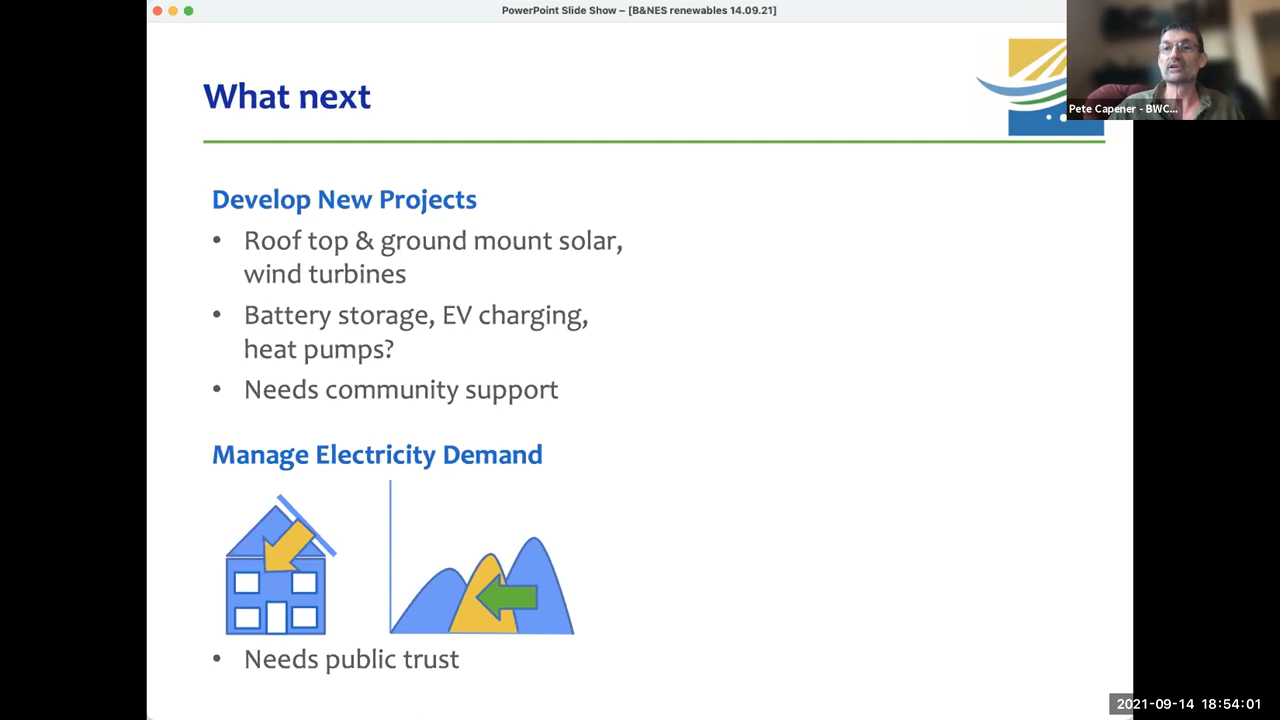 PowerPoint Slide Show – [B&NES renewables 14.09.21]
What next
Pete Capener - BWC...
Develop New Projects
• Roof top & ground mount solar,
wind turbines
• Battery storage, EV charging,
heat pumps?
• Needs community support
Manage Electricity Demand
• Needs public trust
2021-09-14 18:54:01